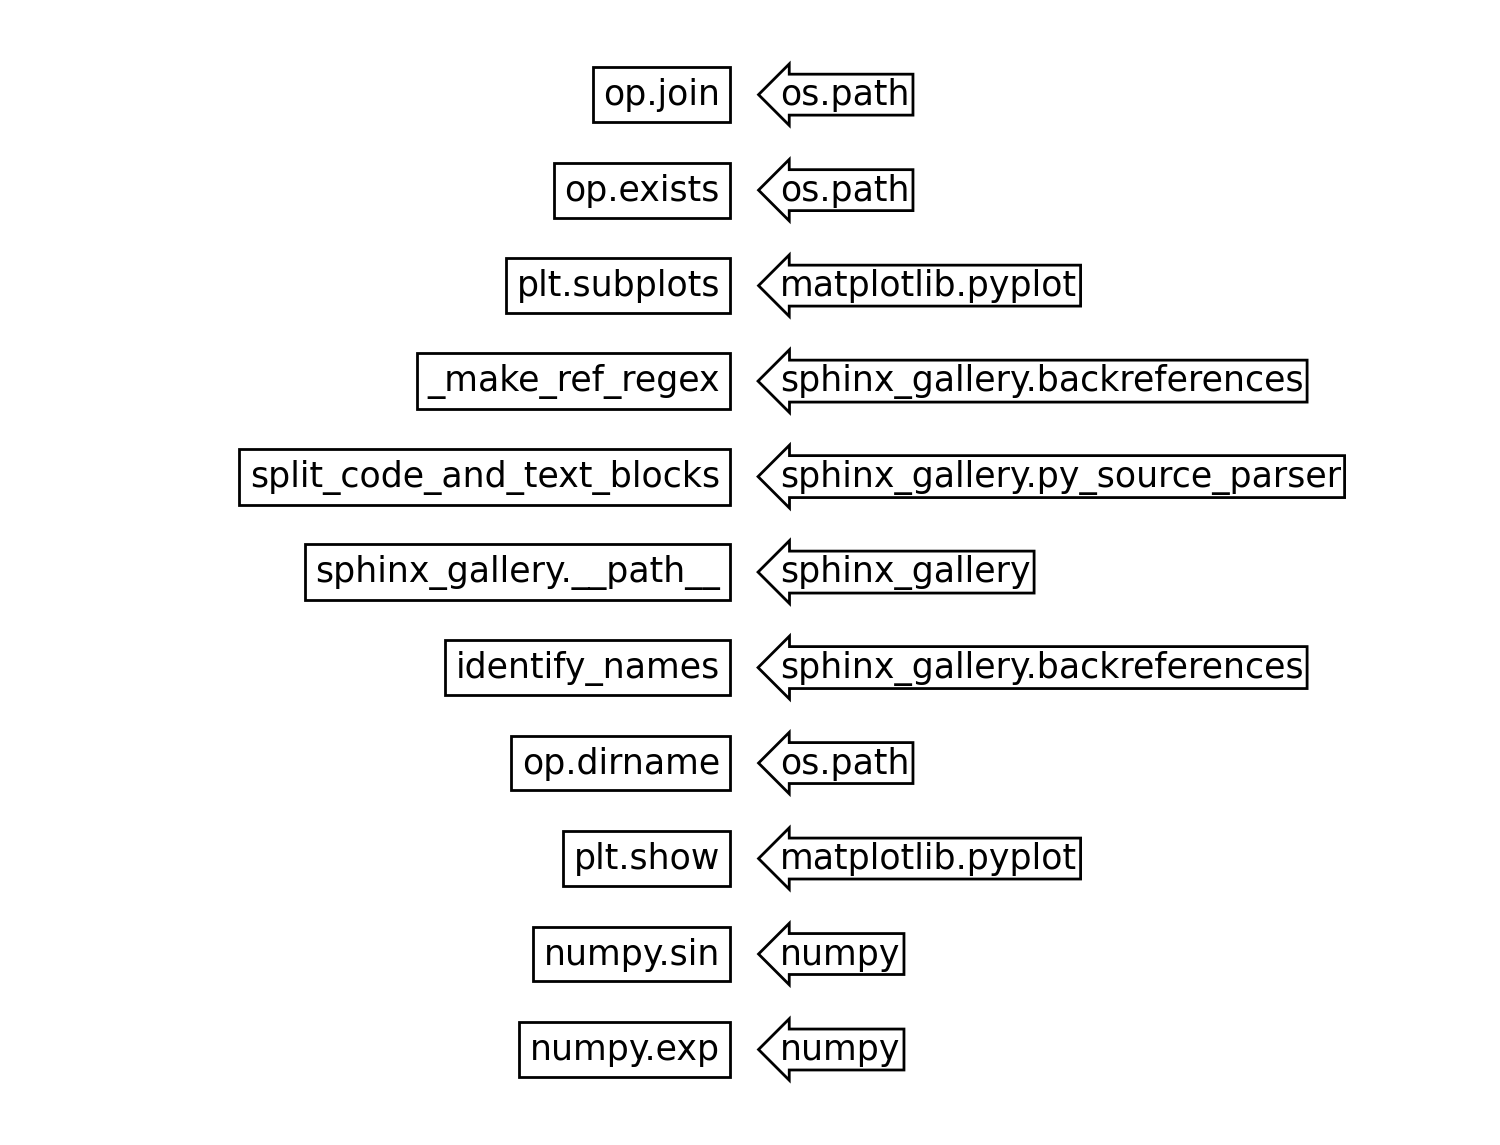 op.join os.path
op.exists os.path
plt.subplots matplotlib.pyplot
_make_ref_regex sphinx_gallery.backreferences
split_code_and_text_blocks sphinx_gallery.py_source_parser
sphinx_gallery.__path__ sphinx_gallery
identify_names sphinx_gallery.backreferences
op.dirname os.path
plt.show matplotlib.pyplot
numpy.sin numpy
numpy.exp numpy